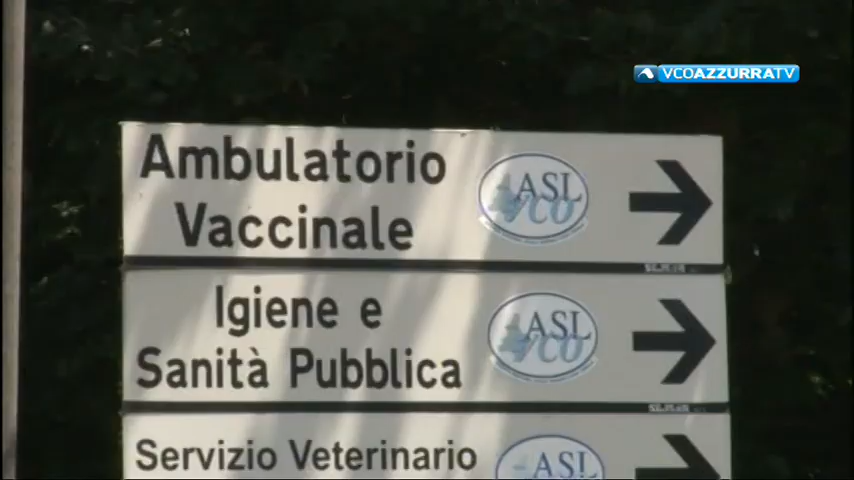 VCOAZZURRATV
Ambulatorio
Vaccinale
ASL
VCO
Igiene e
Sanità Pubblica
ASL
VCO
Servizio Veterinario
ASL